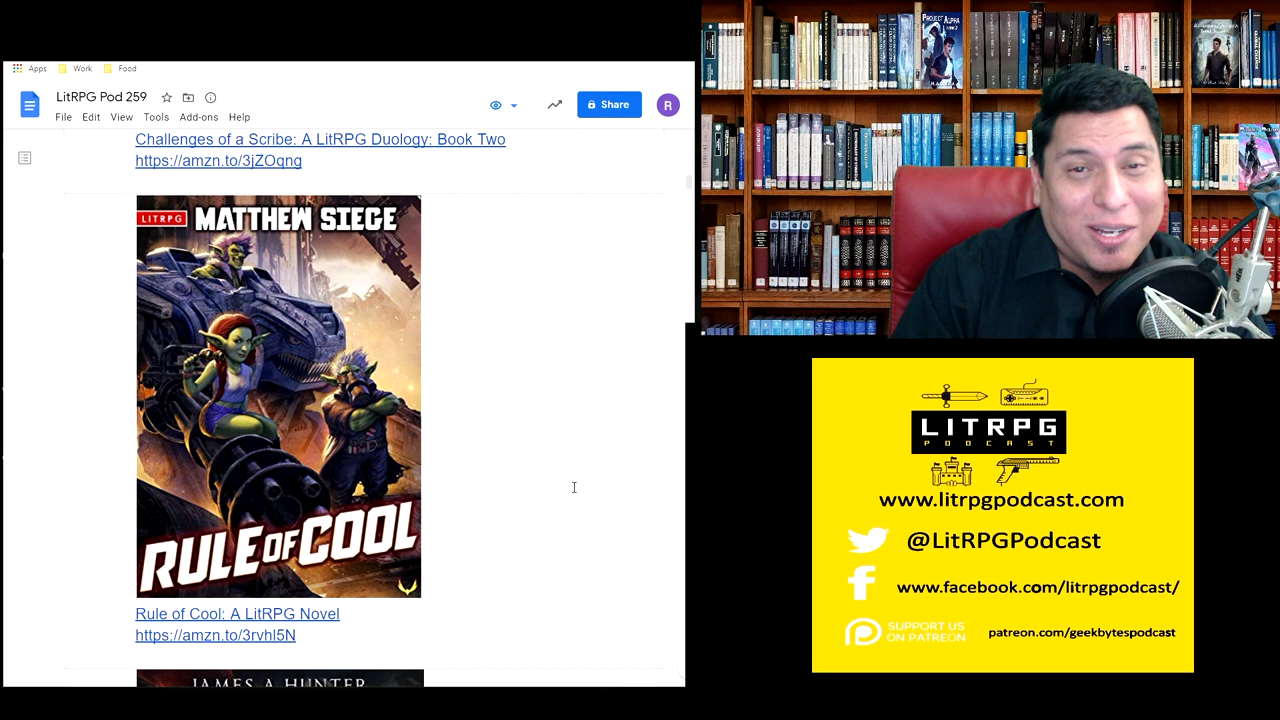 Apps
Work
Food
LitRPG Pod 259
File Edit View Tools Add-ons Help
Share
R
Challenges of a Scribe: A LitRPG Duology: Book Two
https://amzn.to/3jZOqng
LITRPG
MATTHEW SIEGE
RULE OF COOL
Rule of Cool: A LitRPG Novel
https://amzn.to/3rvhl5N
JAMES A HUNTER
PROJECT ALPHA
LITRPG
PODCAST
www.litrpgpodcast.com
@LitRPGPodcast
www.facebook.com/litrpgpodcast/
SUPPORT US
ON PATREON
patreon.com/geekbytespodcast